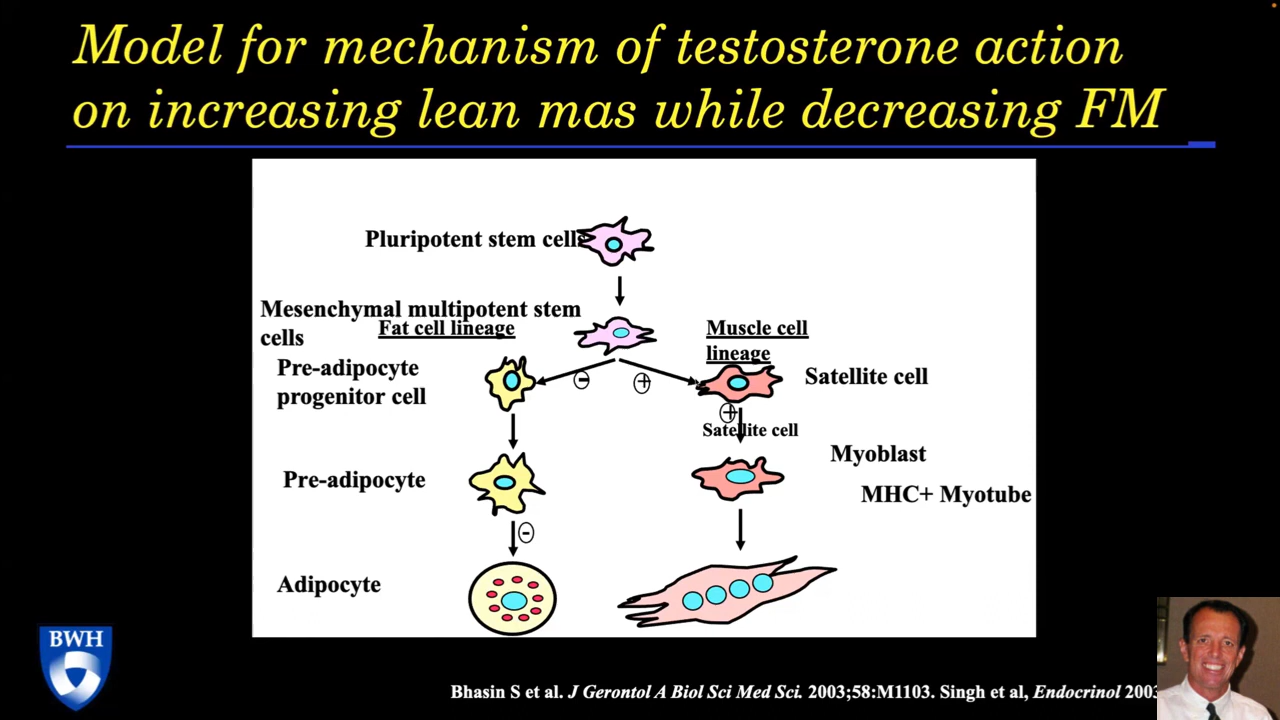 Model for mechanism of testosterone action
on increasing lean mas while decreasing FM
Pluripotent stem cells
Mesenchymal multipotent stem
cells
Fat cell lineage
Muscle cell
lineage
Pre-adipocyte
progenitor cell
-
+
Satellite cell
+
Satellite cell
Myoblast
Pre-adipocyte
MHC+ Myotube
-
Adipocyte
BWH
Bhasin S et al. J Gerontol A Biol Sci Med Sci. 2003;58:M1103. Singh et al, Endocrinol 2003